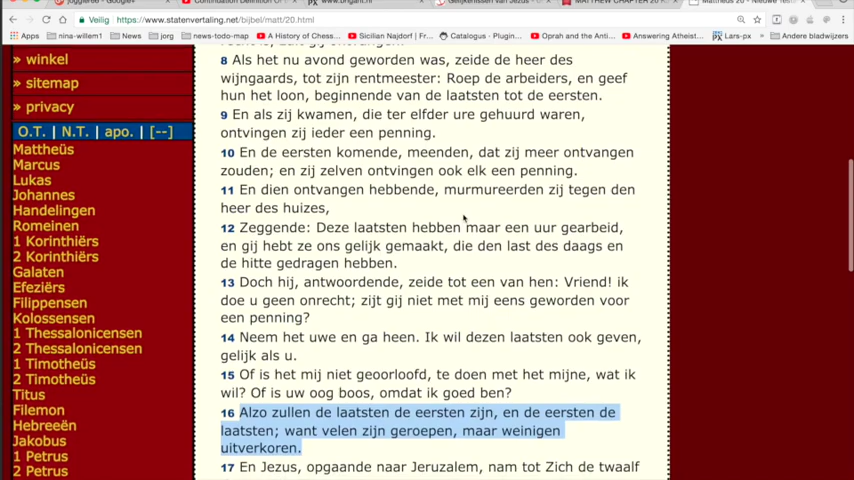 Veilig
https://www.statenvertaling.net/bijbel/matt/20.html
Apps
nina-willem1
News
jorg
news-todo-map
Chess
Sicilian Najdorf | C
Catalogus - Plugin
Oprah and the Anti
Answering Atheist
Lars-px
Andere bladwijzers
» winkel
» sitemap
» privacy
O.T. | N.T. | apo. | [--]
Mattheüs
Marcus
Lukas
Johannes
Handelingen
Romeinen
1 Korinthiërs
2 Korinthiërs
Galaten
Efeziërs
Filippensen
Kolossensen
1 Thessalonicensen
2 Thessalonicensen
1 Timotheüs
2 Timotheüs
Titus
Filemon
Hebreeën
Jakobus
1 Petrus
2 Petrus
8 Als het nu avond geworden was, zeide de heer des
wijngaards, tot zijn rentmeester: Roep de arbeiders, en geef
hun het loon, beginnende van de laatsten tot de eersten.
9 En als zij kwamen, die ter elfder ure gehuurd waren,
ontvingen zij ieder een penning.
10 En de eersten komende, meenden, dat zij meer ontvangen
zouden; en zij zelven ontvingen ook elk een penning.
11 En dien ontvangen hebbende, murmureerden zij tegen den
heer des huizes,
12 Zeggende: Deze laatsten hebben maar een uur gearbeid,
en gij hebt ze ons gelijk gemaakt, die den last des daags en
de hitte gedragen hebben.
13 Doch hij, antwoordende, zeide tot een van hen: Vriend! ik
doe u geen onrecht; zijt gij niet met mij eens geworden voor
een penning?
14 Neem het uwe en ga heen. Ik wil dezen laatsten ook geven,
gelijk als u.
15 Of is het mij niet geoorloofd, te doen met het mijne, wat ik
wil? Of is uw oog boos, omdat ik goed ben?
16 Alzo zullen de laatsten de eersten zijn, en de eersten de
laatsten; want velen zijn geroepen, maar weinigen
uitverkoren.
17 En Jezus, opgaande naar Jeruzalem, nam tot Zich de twaalf